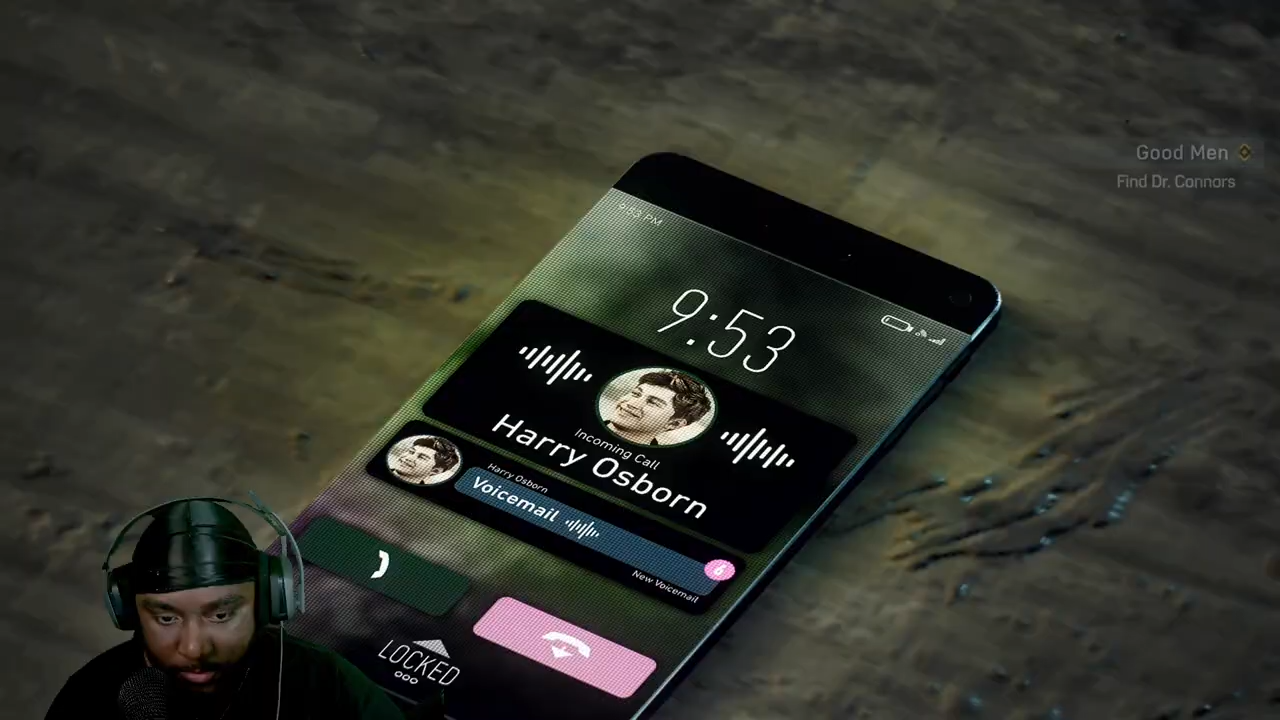 Good Men
Find Dr. Connors
9:53 PM
9:53
Incoming Call
Harry Osborn
Harry Osborn
Voicemail
6
New Voicemail
LOCKED